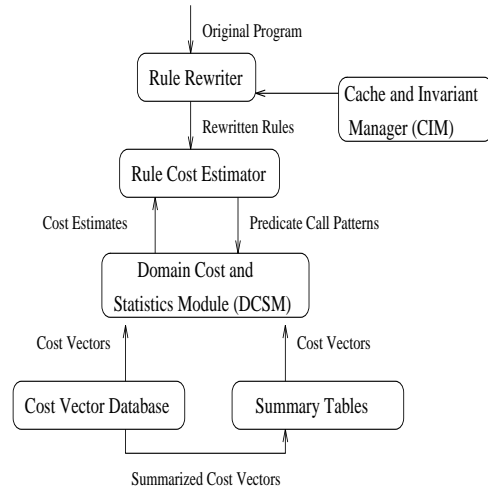 Original Program
Rule Rewriter
Cache and Invariant
Manager (CIM)
Rewritten Rules
Rule Cost Estimator
Cost Estimates
Predicate Call Patterns
Domain Cost and
Statistics Module (DCSM)
Cost Vectors
Cost Vectors
Cost Vector Database
Summary Tables
Summarized Cost Vectors